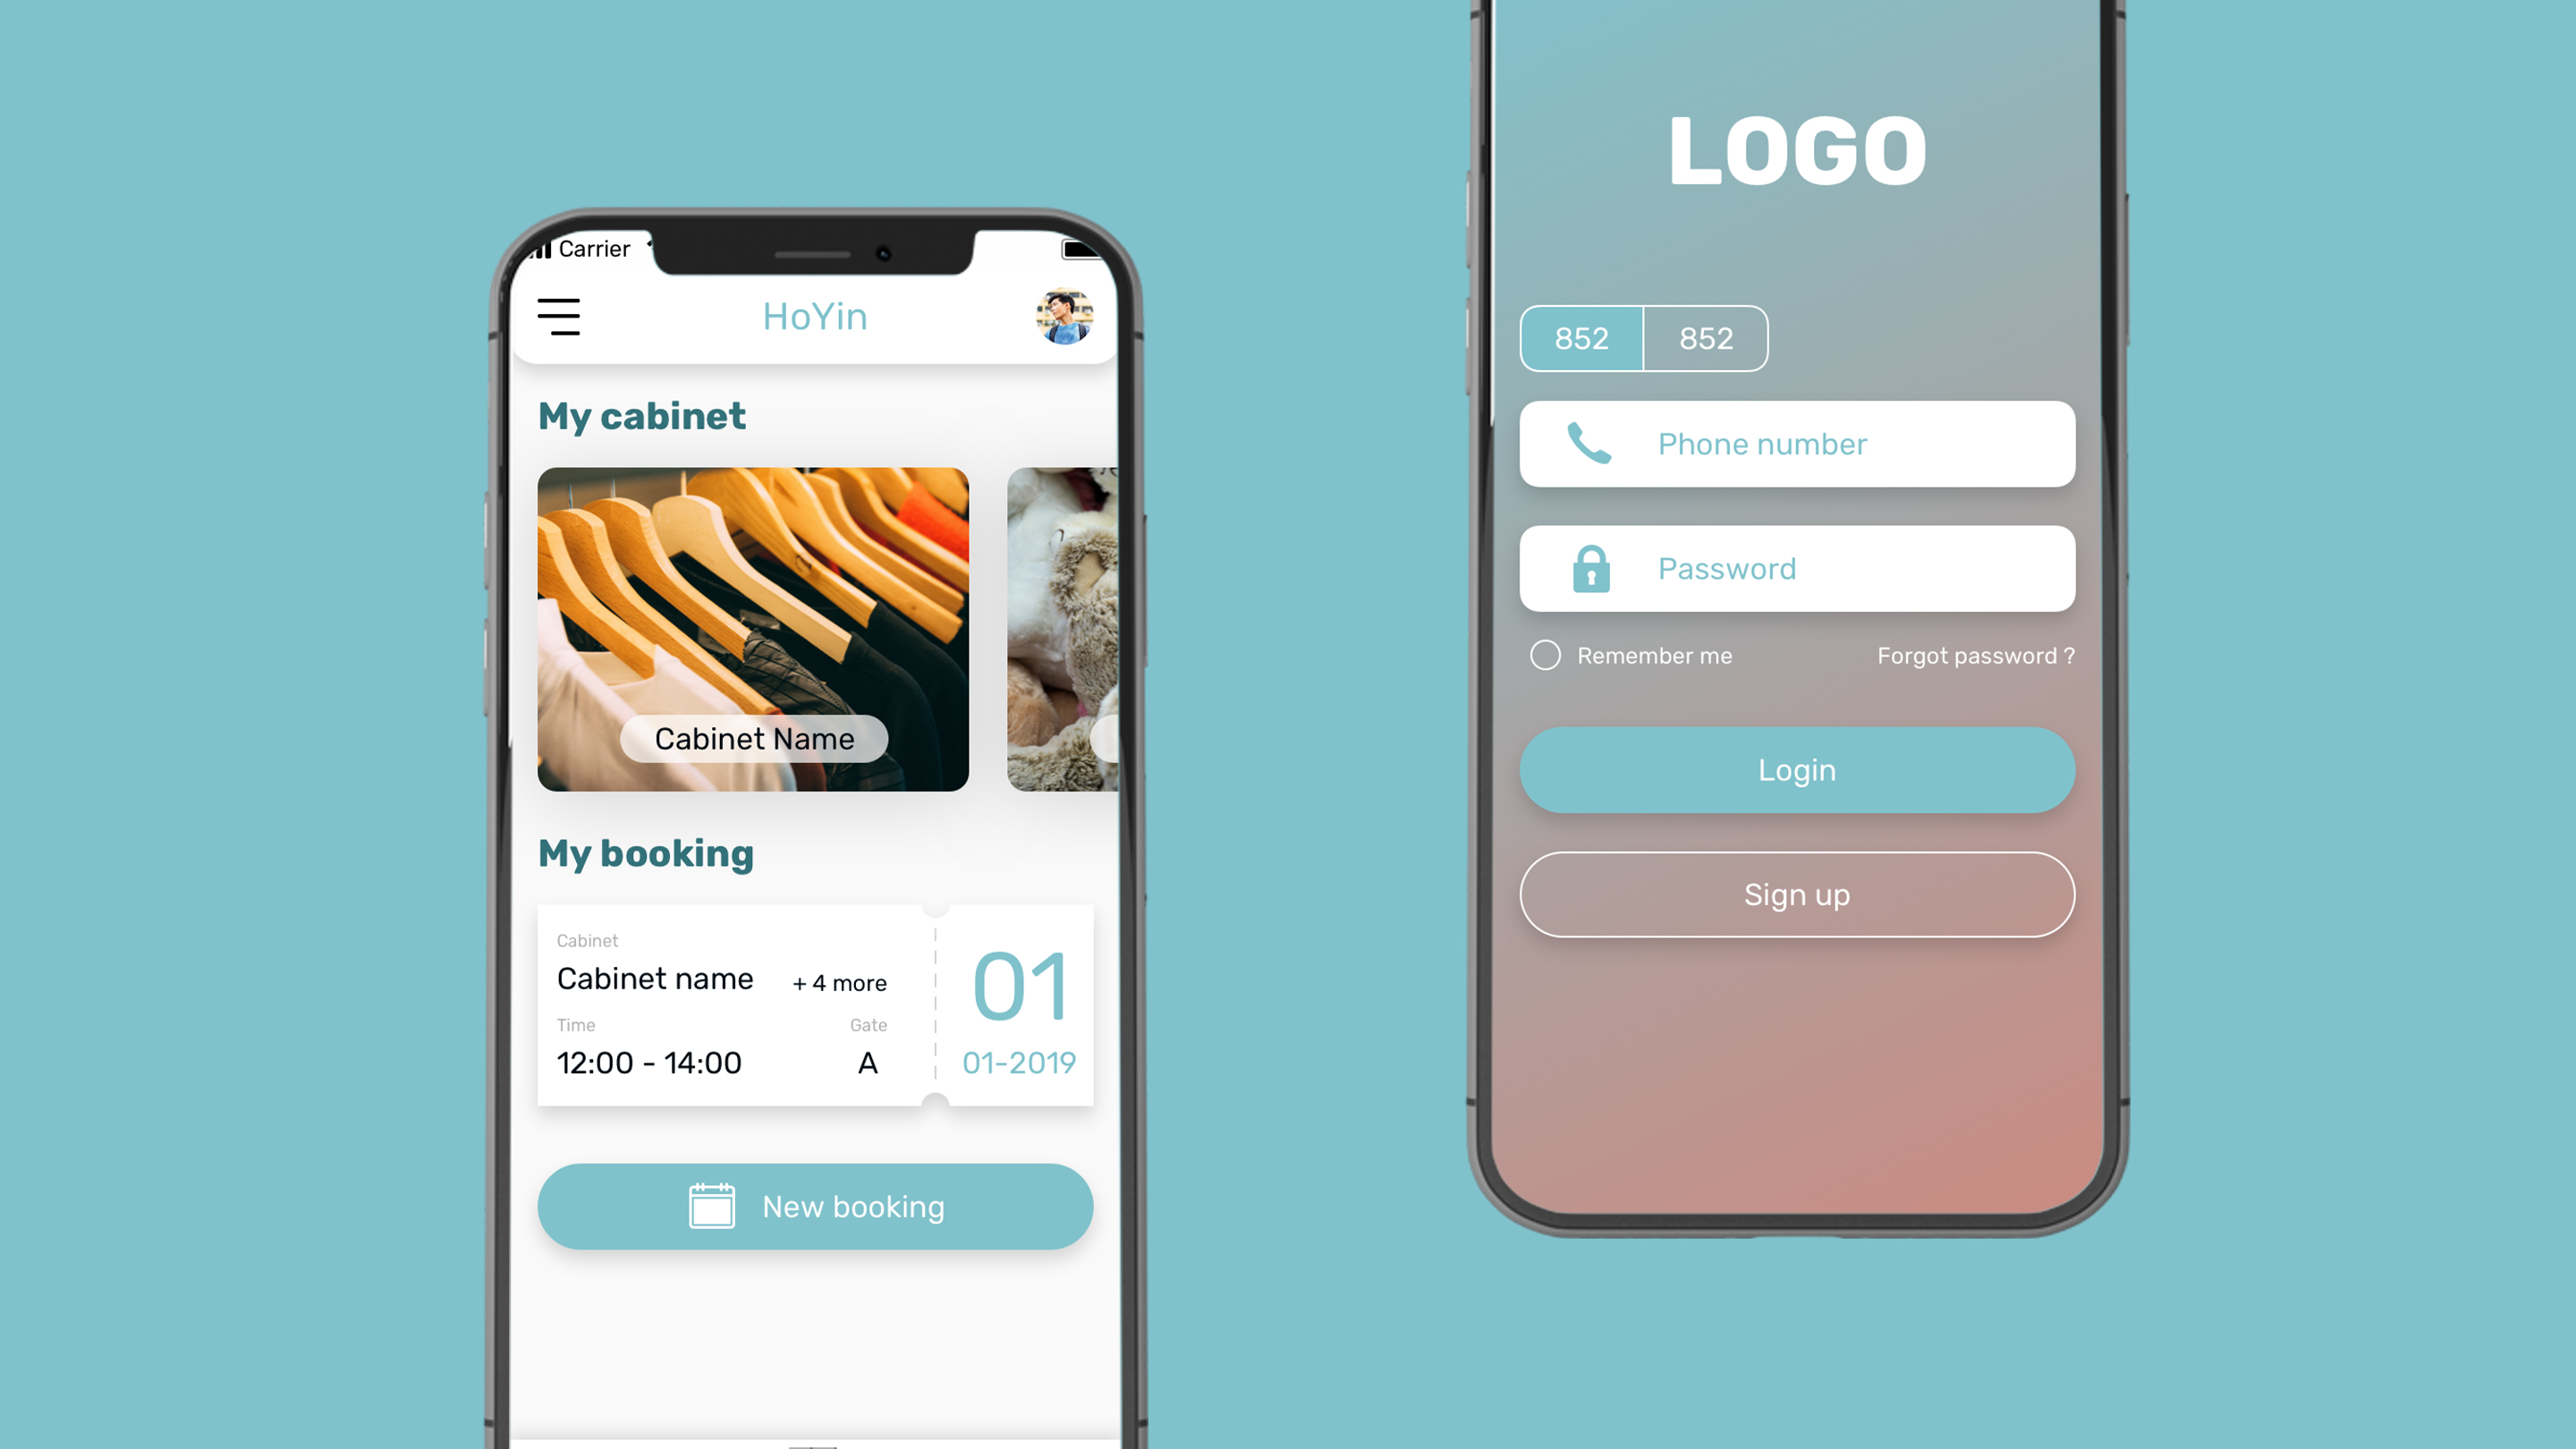 Carrier
HoYin
My cabinet
Cabinet Name
My booking
Cabinet
Cabinet name + 4 more
Time Gate
12:00 - 14:00 A
01
01-2019
New booking
LOGO
852 852
Phone number
Password
Remember me Forgot password ?
Login
Sign up